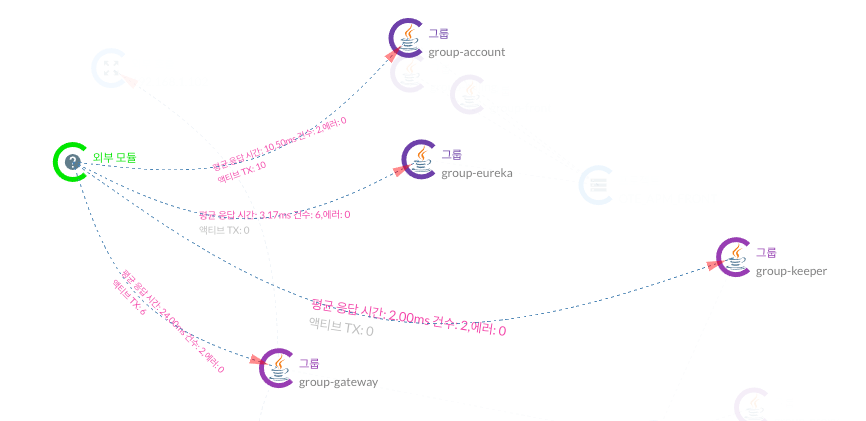 그룹
group-account
평균 응답 시간: 10.50ms 건수: 2,에러: 0
액티브 TX: 10
외부 모듈
그룹
group-eureka
평균 응답 시간: 3.17ms 건수: 6,에러: 0
액티브 TX: 0
그룹
group-keeper
평균 응답 시간: 24.00ms 건수: 2,에러: 0
액티브 TX: 6
평균 응답 시간: 2.00ms 건수: 2,에러: 0
액티브 TX: 0
그룹
group-gateway